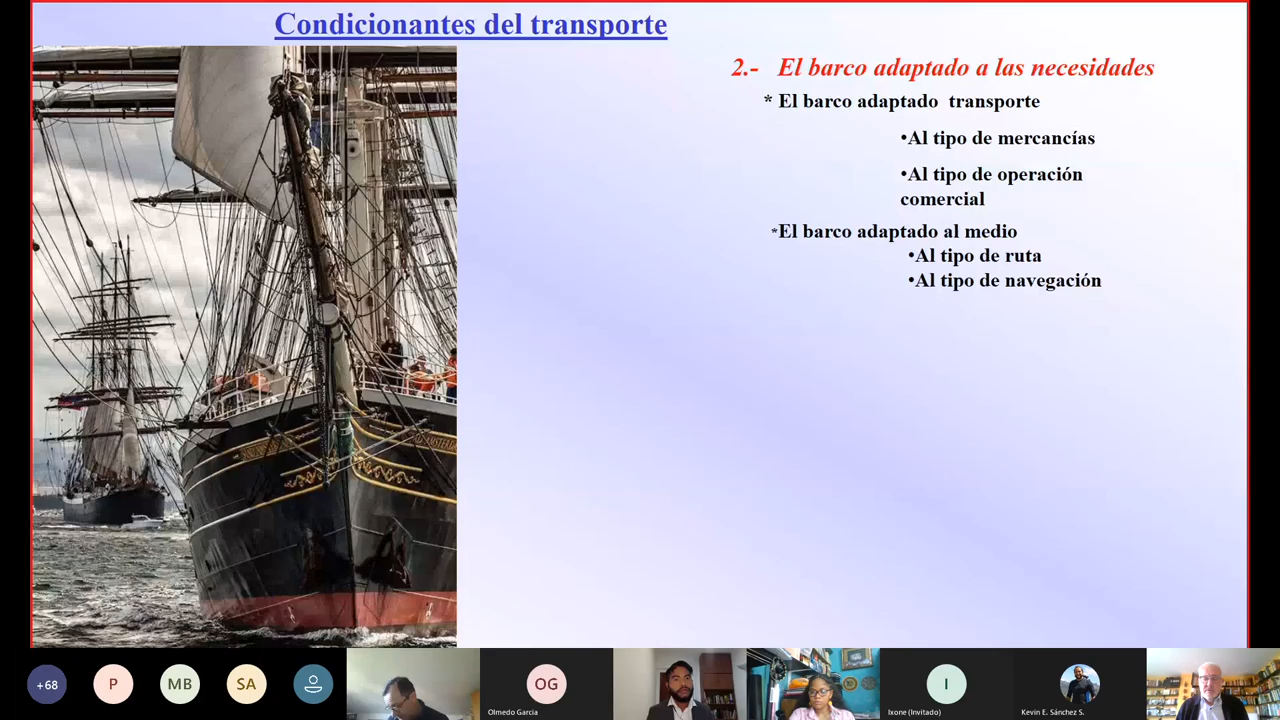 Condicionantes del transporte
2.- El barco adaptado a las necesidades
* El barco adaptado transporte
•Al tipo de mercancías
•Al tipo de operación
comercial
*El barco adaptado al medio
•Al tipo de ruta
•Al tipo de navegación
+68
P
MB
SA
OG
I
Olmedo Garcia
Ixone (Invitado)
Kevin E. Sánchez S.